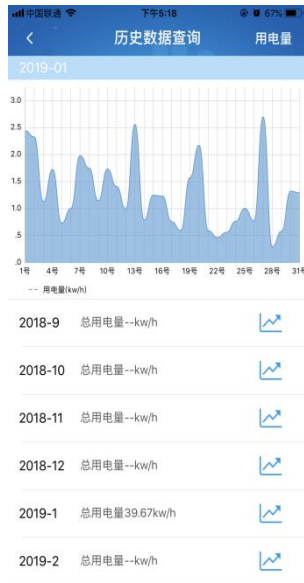 中国联通 下午5:18 67%
历史数据查询 用电量
2019-01
3.0
2.5
2.0
1.5
1.0
.5
.0
1号 4号 7号 10号 13号 16号 19号 22号 25号 28号 31号
-- 用电量(kw/h)
2018-9 总用电量--kw/h
2018-10 总用电量--kw/h
2018-11 总用电量--kw/h
2018-12 总用电量--kw/h
2019-1 总用电量39.67kw/h
2019-2 总用电量--kw/h